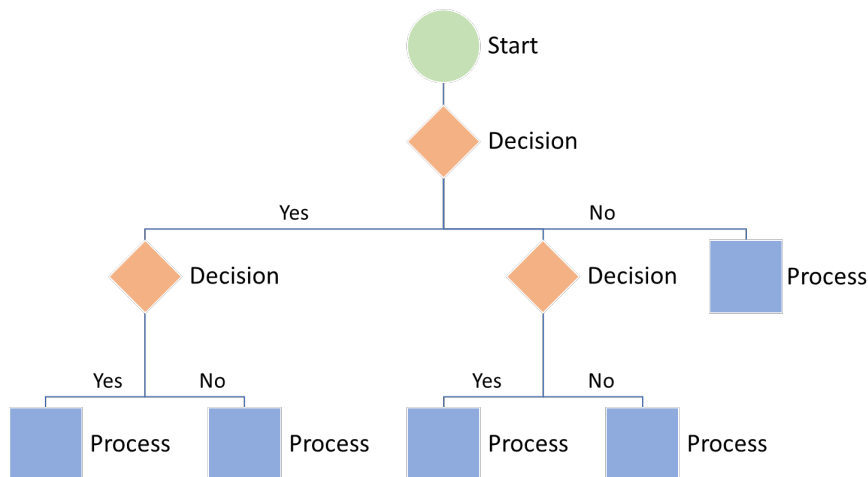 Start
Decision
Yes
No
Decision
Decision
Process
Yes
No
Yes
No
Process
Process
Process
Process